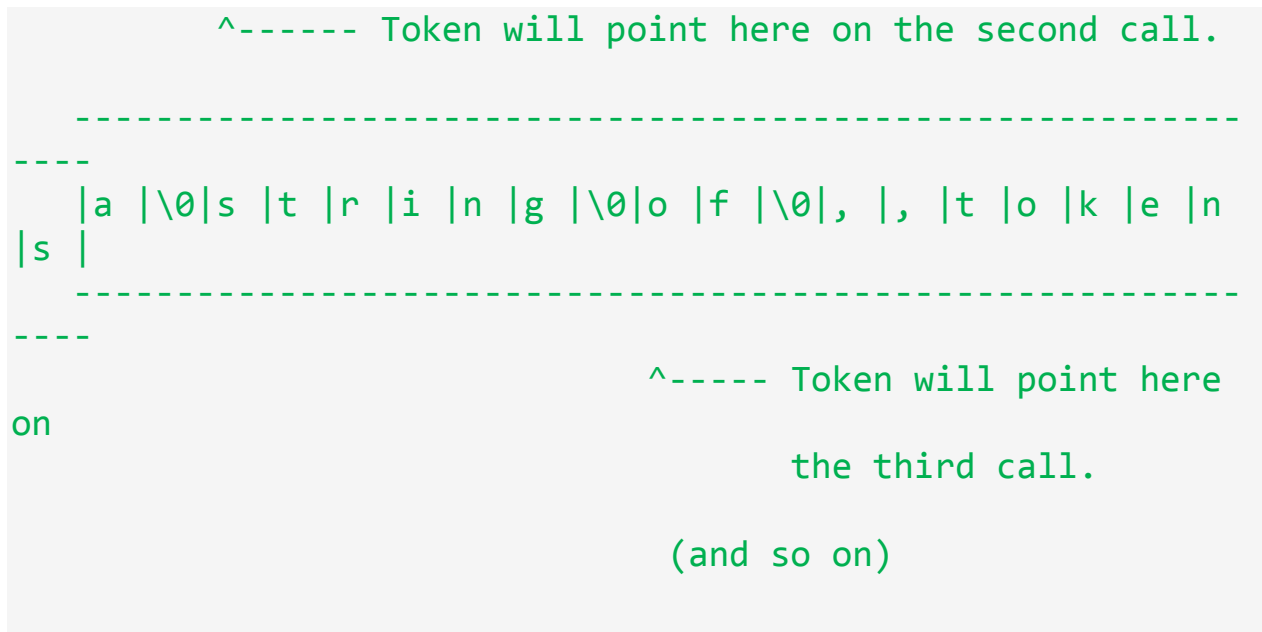 ^------ Token will point here on the second call.

   ---------------------------------------------------------
----
   |a |\0|s |t |r |i |n |g |\0|o |f |\0|, |, |t |o |k |e |n
|s |
   ---------------------------------------------------------
----
                               ^----- Token will point here
on
                                      the third call.

                                (and so on)